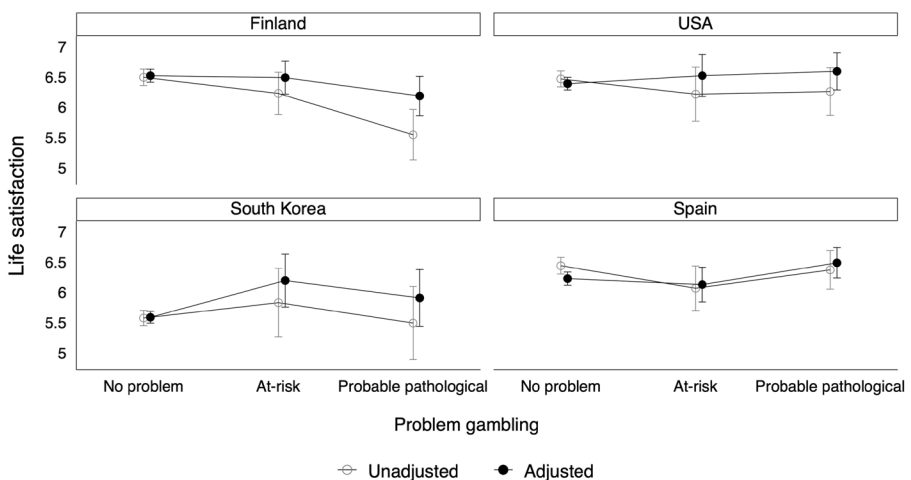 Finland
USA
7
6.5
6
5.5
5
South Korea
Spain
7
6.5
6
5.5
5
Life satisfaction
No problem
At-risk
Probable pathological
No problem
At-risk
Probable pathological
Problem gambling
Unadjusted
Adjusted